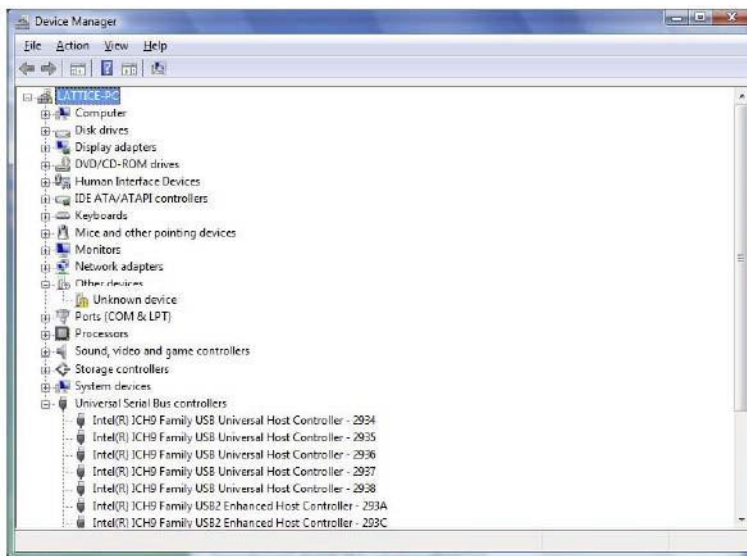 Device Manager
File Action View Help
LATTICE-PC
Computer
Disk drives
Display adapters
DVD/CD-ROM drives
Human Interface Devices
IDE ATA/ATAPI controllers
Keyboards
Mice and other pointing devices
Monitors
Network adapters
Other devices
Unknown device
Ports (COM & LPT)
Processors
Sound, video and game controllers
Storage controllers
System devices
Universal Serial Bus controllers
Intel(R) ICH9 Family USB Universal Host Controller - 2934
Intel(R) ICH9 Family USB Universal Host Controller - 2935
Intel(R) ICH9 Family USB Universal Host Controller - 2936
Intel(R) ICH9 Family USB Universal Host Controller - 2937
Intel(R) ICH9 Family USB Universal Host Controller - 2938
Intel(R) ICH9 Family USB2 Enhanced Host Controller - 293A
Intel(R) ICH9 Family USB2 Enhanced Host Controller - 293C